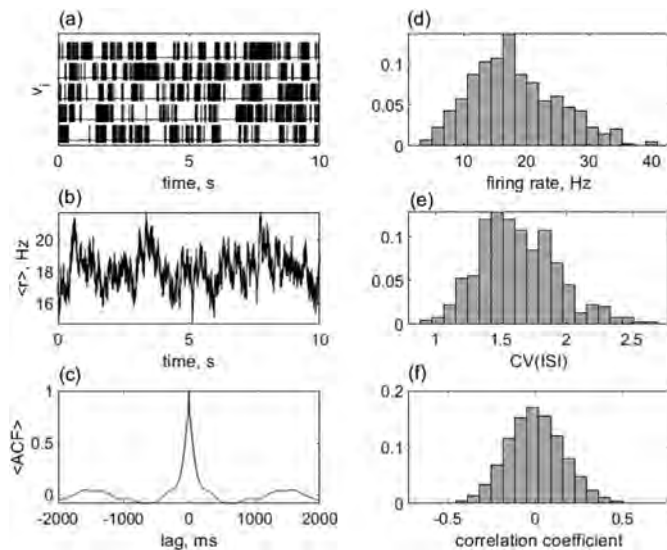 (a)
v_i
0
5
10
time, s
(b)
<r>, Hz
20
18
16
0
5
10
time, s
(c)
<ACF>
1
0.5
0
-2000
-1000
0
1000
2000
lag, ms
(d)
0.1
0.05
0
10
20
30
40
firing rate, Hz
(e)
0.1
0.05
0
1
1.5
2
2.5
CV(ISI)
(f)
0.2
0.1
0
-0.5
0
0.5
correlation coefficient